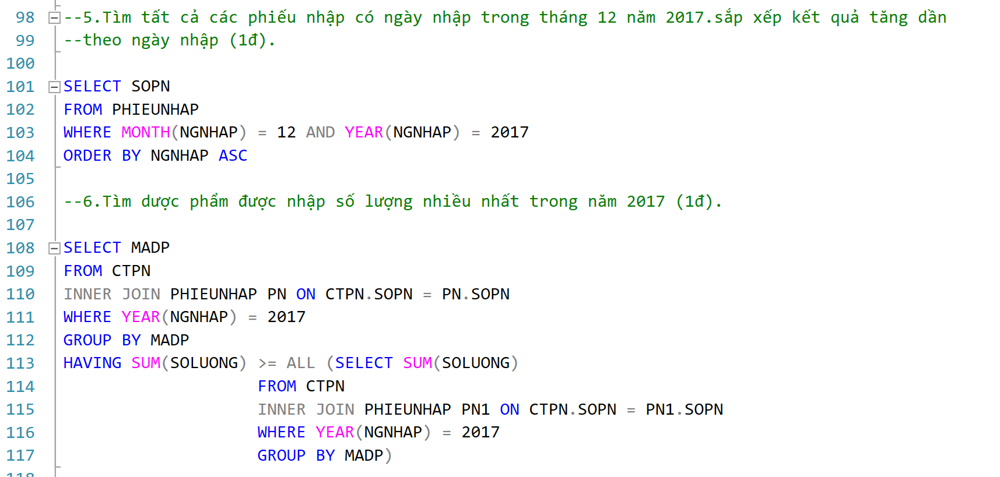 98 --5.Tìm tất cả các phiếu nhập có ngày nhập trong tháng 12 năm 2017.sắp xếp kết quả tăng dần
99 --theo ngày nhập (1đ).
100
101 SELECT SOPN
102 FROM PHIEUNHAP
103 WHERE MONTH(NGNHAP) = 12 AND YEAR(NGNHAP) = 2017
104 ORDER BY NGNHAP ASC
105
106 --6.Tìm dược phẩm được nhập số lượng nhiều nhất trong năm 2017 (1đ).
107
108 SELECT MADP
109 FROM CTPN
110 INNER JOIN PHIEUNHAP PN ON CTPN.SOPN = PN.SOPN
111 WHERE YEAR(NGNHAP) = 2017
112 GROUP BY MADP
113 HAVING SUM(SOLUONG) >= ALL (SELECT SUM(SOLUONG)
114 FROM CTPN
115 INNER JOIN PHIEUNHAP PN1 ON CTPN.SOPN = PN1.SOPN
116 WHERE YEAR(NGNHAP) = 2017
117 GROUP BY MADP)
118